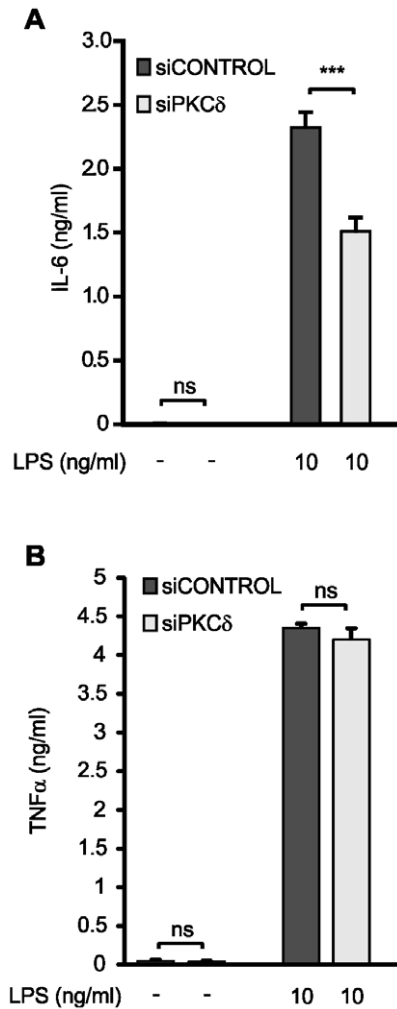 A
3.0
siCONTROL
***
siPKCδ
2.5
2.0
IL-6 (ng/ml)
1.5
1.0
0.5
ns
0
LPS (ng/ml) - - 10 10
B
5
siCONTROL
ns
4.5
siPKCδ
4
3.5
3
TNFα (ng/ml)
2.5
2
1.5
1
0.5
ns
0
LPS (ng/ml) - - 10 10